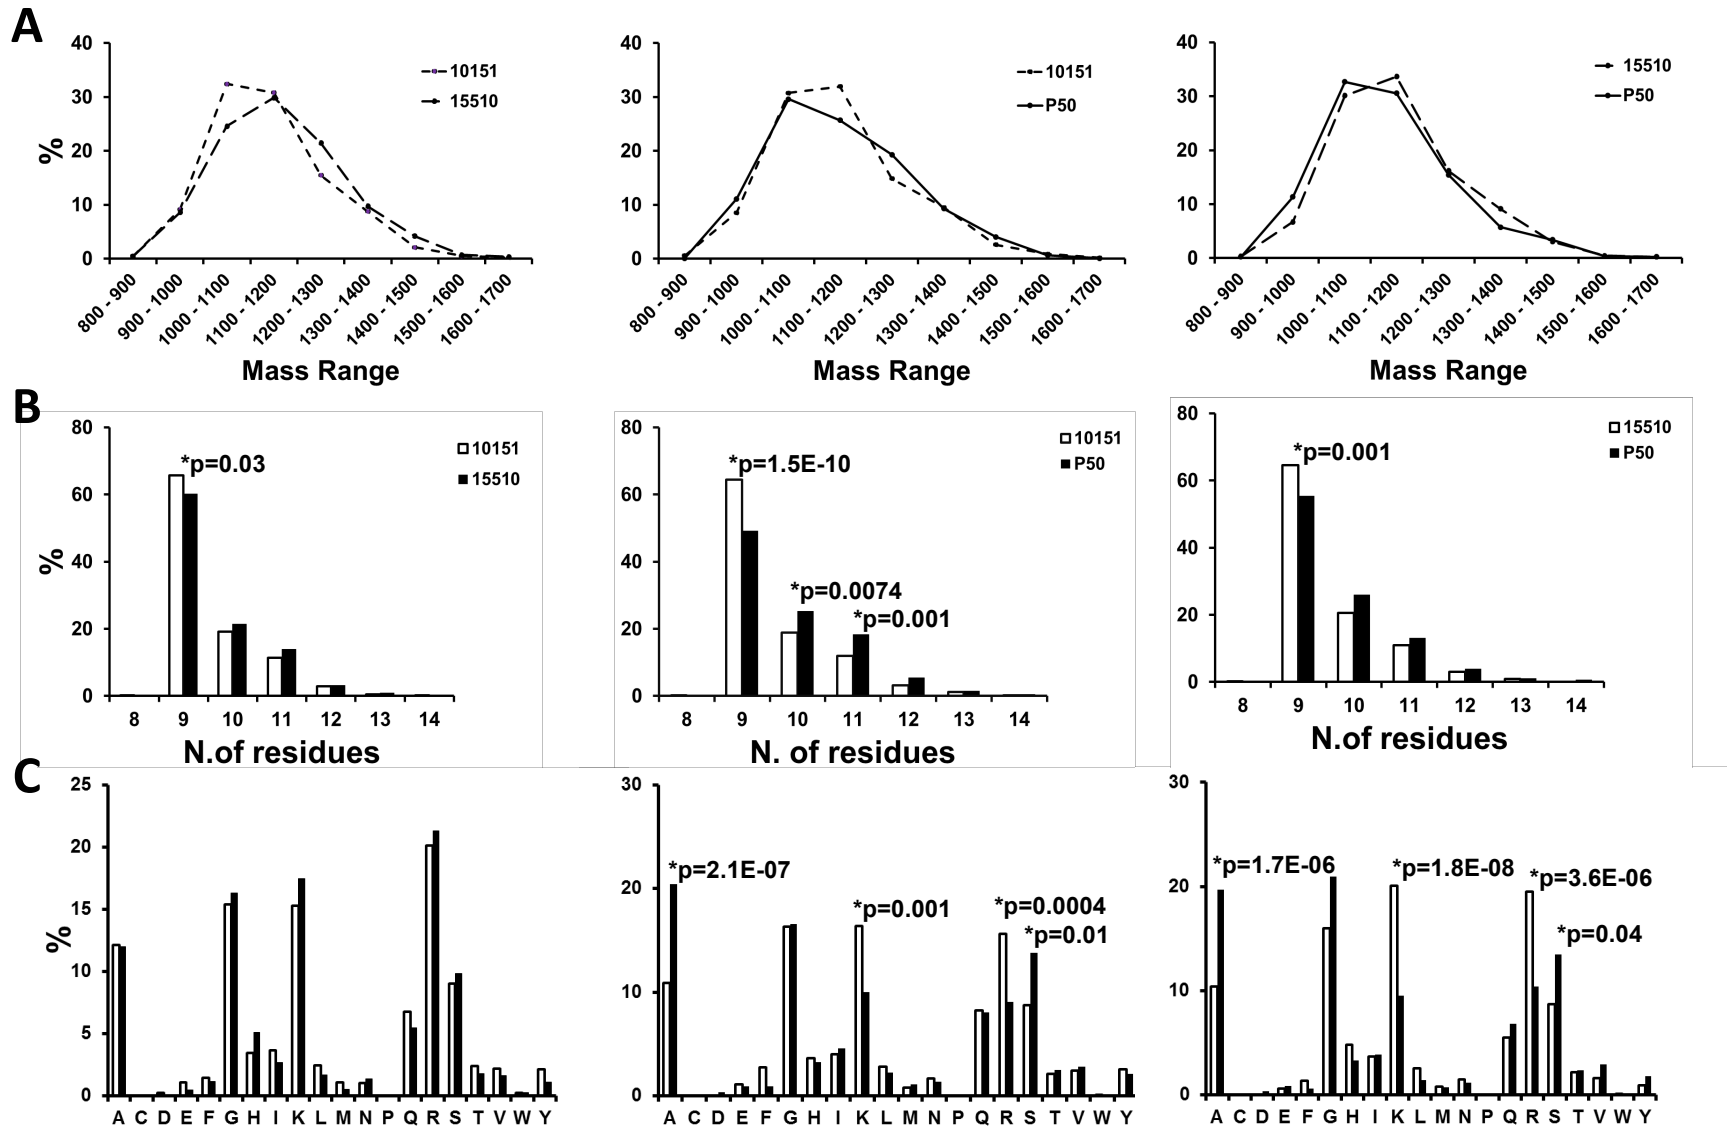 A
40
30
20
10
0
%
10151
15510
800 - 900
900 - 1000
1000 - 1100
1100 - 1200
1200 - 1300
1300 - 1400
1400 - 1500
1500 - 1600
1600 - 1700
Mass Range
40
30
20
10
0
10151
P50
800 - 900
900 - 1000
1000 - 1100
1100 - 1200
1200 - 1300
1300 - 1400
1400 - 1500
1500 - 1600
1600 - 1700
Mass Range
40
30
20
10
0
15510
P50
800 - 900
900 - 1000
1000 - 1100
1100 - 1200
1200 - 1300
1300 - 1400
1400 - 1500
1500 - 1600
1600 - 1700
Mass Range
B
80
60
40
20
0
%
*p=0.03
10151
15510
8 9 10 11 12 13 14
N.of residues
80
60
40
20
0
*p=1.5E-10
*p=0.0074
*p=0.001
10151
P50
8 9 10 11 12 13 14
N. of residues
80
60
40
20
0
*p=0.001
15510
P50
8 9 10 11 12 13 14
N.of residues
C
25
20
15
10
5
0
%
A C D E F G H I K L M N P Q R S T V W Y
30
20
10
0
*p=2.1E-07
*p=0.001
*p=0.0004
*p=0.01
A C D E F G H I K L M N P Q R S T V W Y
30
20
10
0
*p=1.7E-06
*p=1.8E-08
*p=3.6E-06
*p=0.04
A C D E F G H I K L M N P Q R S T V W Y